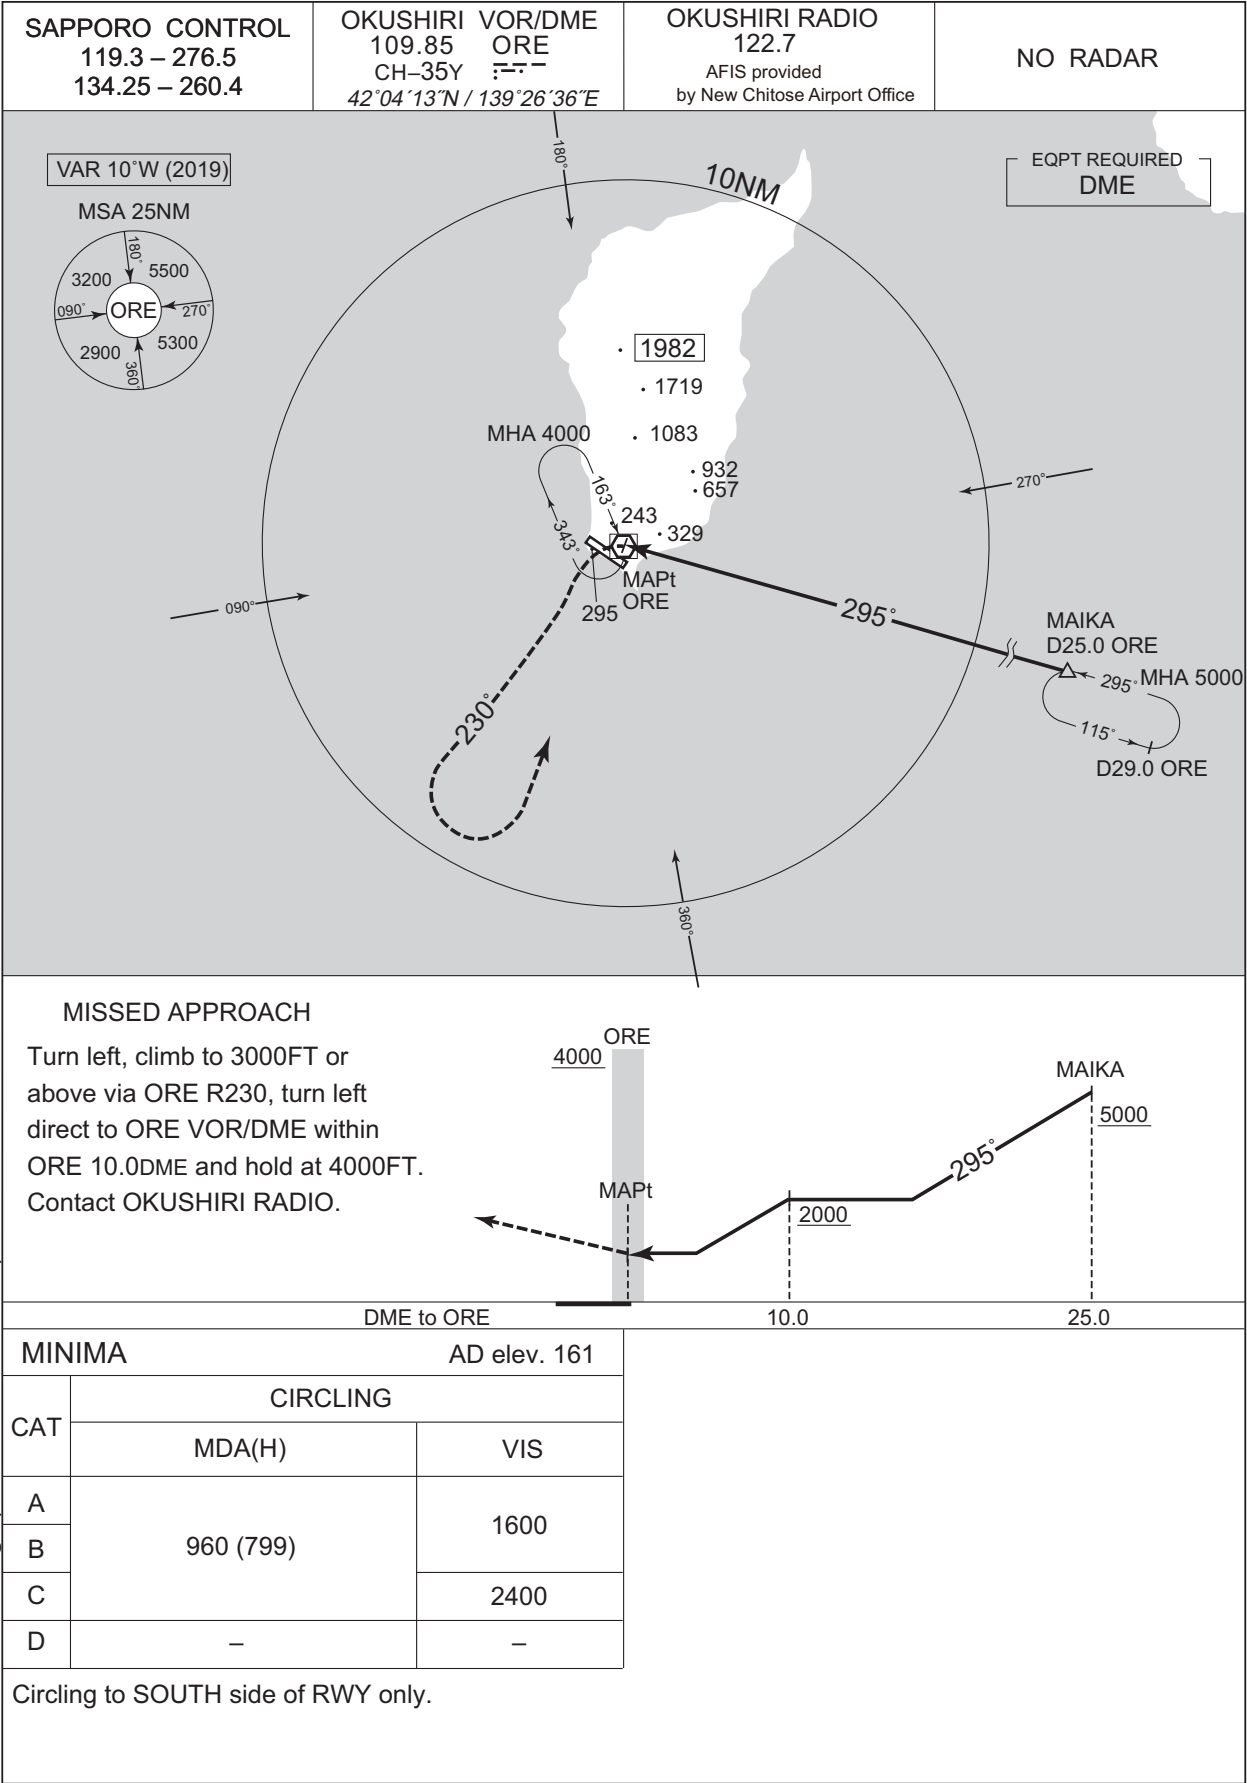 SAPPORO CONTROL
119.3 – 276.5
134.25 – 260.4
OKUSHIRI VOR/DME
109.85 ORE
CH–35Y
42°04´13˝N / 139°26´36˝E
OKUSHIRI RADIO
122.7
AFIS provided
by New Chitose Airport Office
NO RADAR
VAR 10°W (2019)
MSA 25NM
180°
3200
5500
090°
ORE
270°
2900
5300
360°
180°
10NM
EQPT REQUIRED
DME
1982
1719
MHA 4000
1083
932
657
163°
343°
243
329
270°
090°
MAPt
ORE
295
295°
MAIKA
D25.0 ORE
295°
MHA 5000
115°
D29.0 ORE
230°
360°
MISSED APPROACH
Turn left, climb to 3000FT or
above via ORE R230, turn left
direct to ORE VOR/DME within
ORE 10.0DME and hold at 4000FT.
Contact OKUSHIRI RADIO.
ORE
4000
MAIKA
5000
295°
MAPt
2000
DME to ORE
10.0
25.0
MINIMA
AD elev. 161
CAT
CIRCLING
MDA(H)
VIS
A
B
C
D
960 (799)
1600
2400
–
–
Circling to SOUTH side of RWY only.